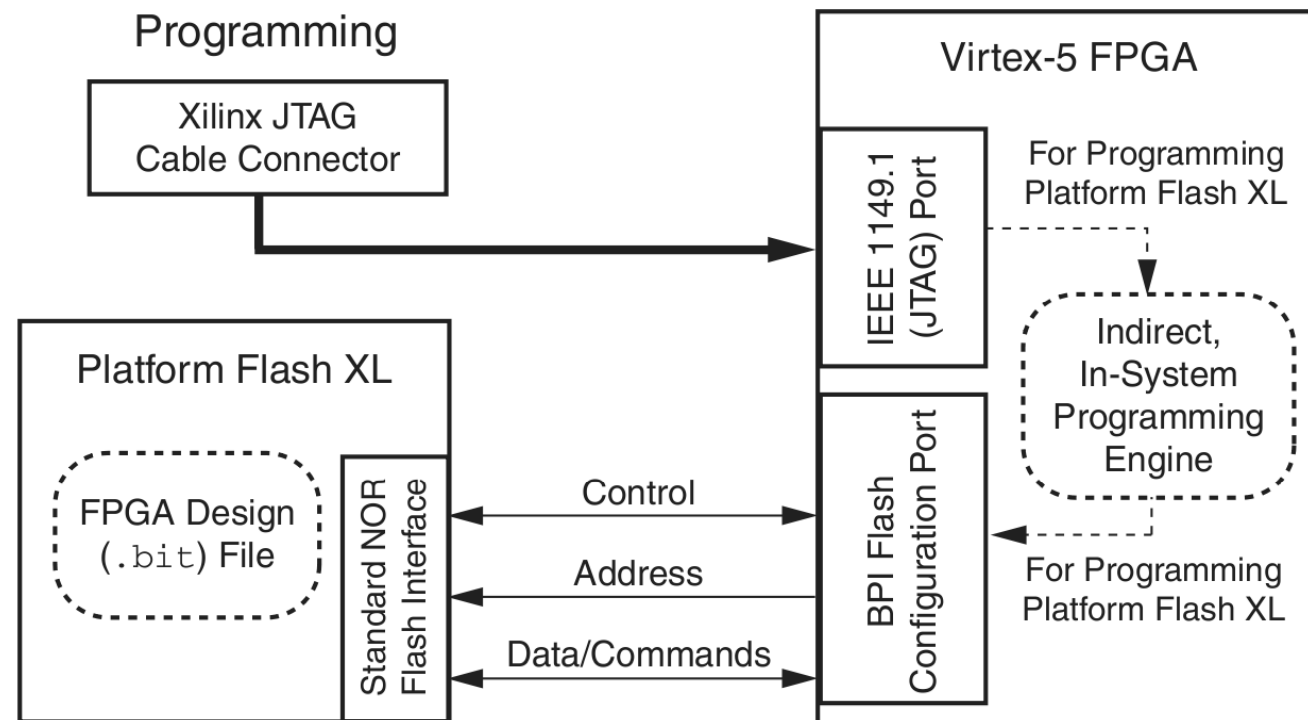 Programming
Xilinx JTAG
Cable Connector
Virtex-5 FPGA
IEEE 1149.1
(JTAG) Port
For Programming
Platform Flash XL
Indirect,
In-System
Programming
Engine
For Programming
Platform Flash XL
BPI Flash
Configuration Port
Platform Flash XL
FPGA Design
(.bit) File
Standard NOR
Flash Interface
Control
Address
Data/Commands